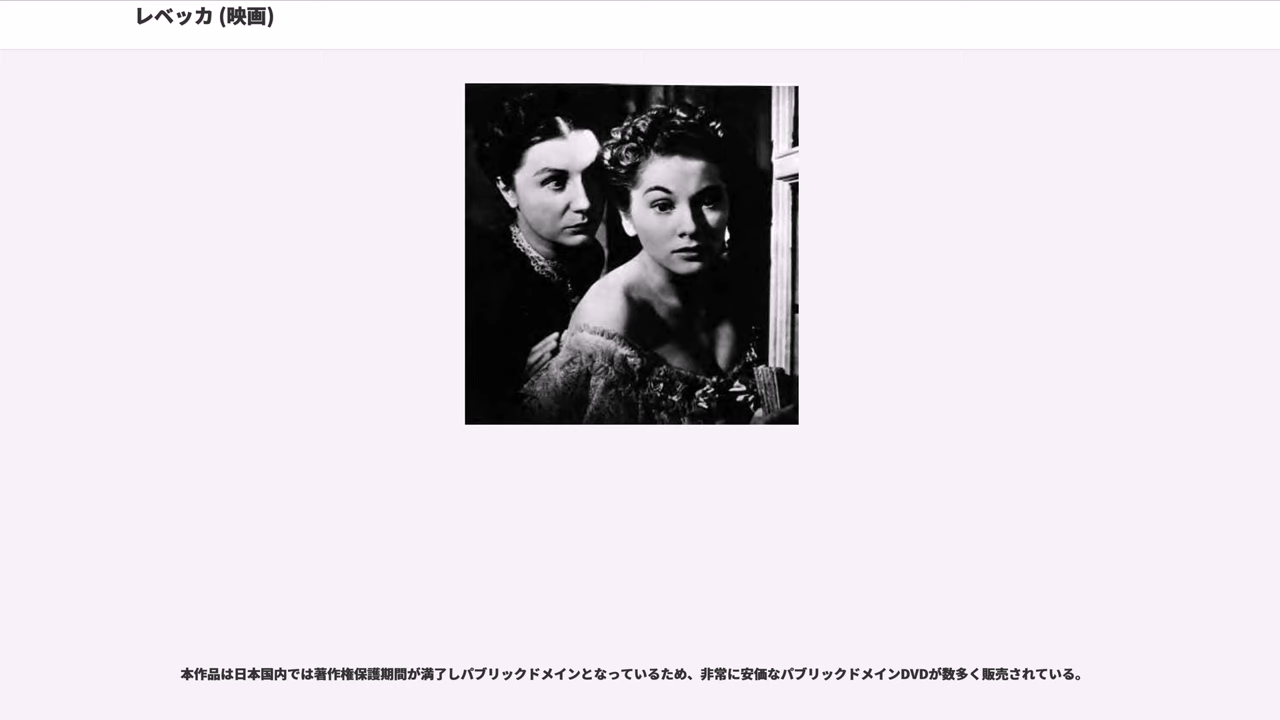 レベッカ (映画)
本作品は日本国内では著作権保護期間が満了しパブリックドメインとなっているため、非常に安価なパブリックドメインDVDが数多く販売されている。